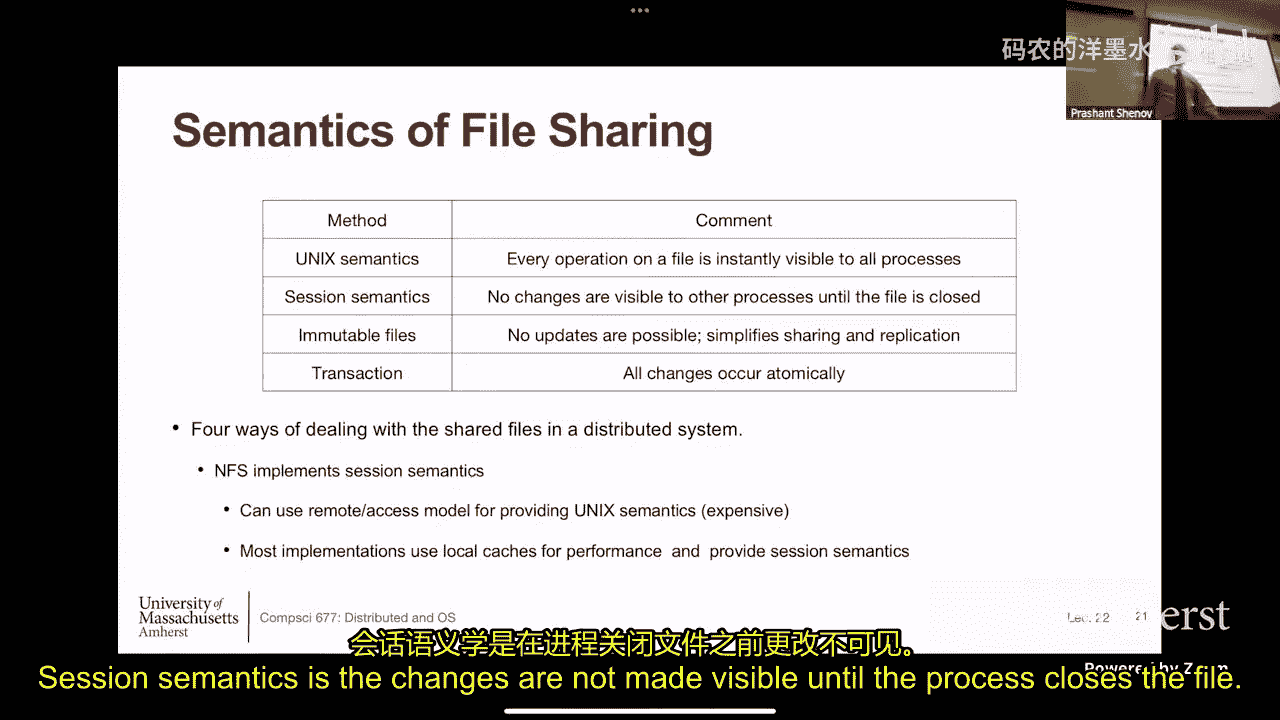 码农的洋墨水
Prashant Shenoy
Semantics of File Sharing
Method Comment
UNIX semantics Every operation on a file is instantly visible to all processes
Session semantics No changes are visible to other processes until the file is closed
Immutable files No updates are possible; simplifies sharing and replication
Transaction All changes occur atomically
• Four ways of dealing with the shared files in a distributed system.
• NFS implements session semantics
• Can use remote/access model for providing UNIX semantics (expensive)
• Most implementations use local caches for performance and provide session semantics
University of
Massachusetts
Amherst
Compsci 677: Distributed and OS
Lec. 22 21
会话语义学是在进程关闭文件之前更改不可见。
Session semantics is the changes are not made visible until the process closes the file.